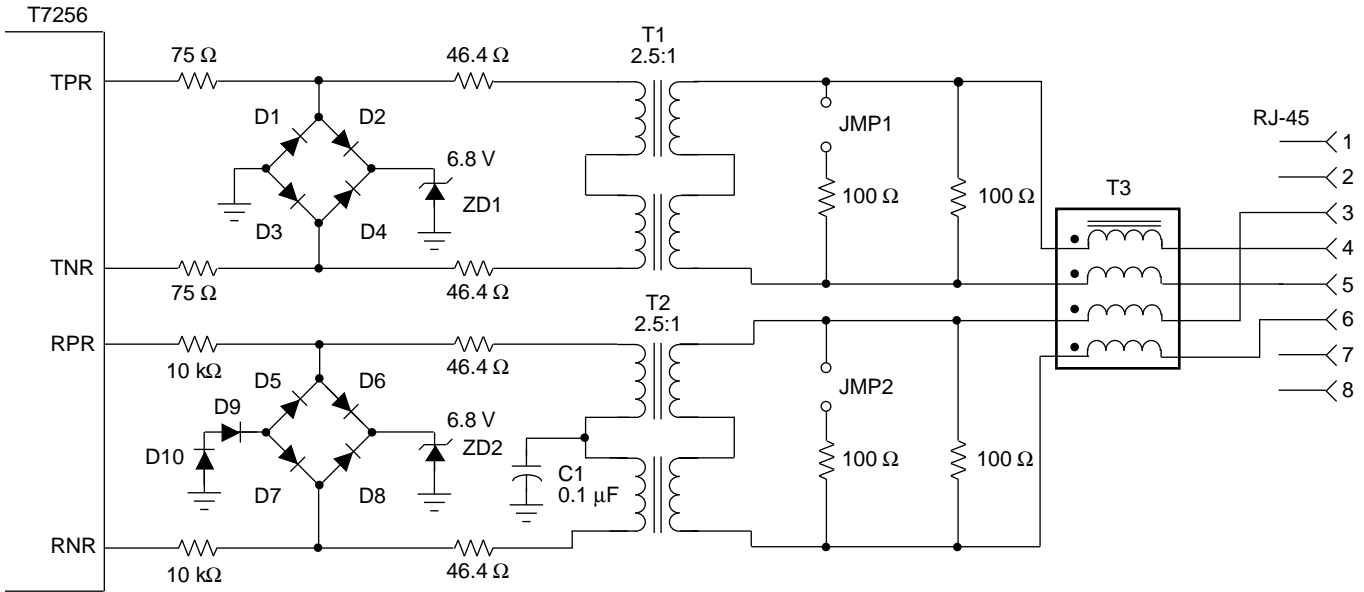 T7256
TPR
75 Ω
46.4 Ω
T1
2.5:1
D1
D2
6.8 V
ZD1
D3
D4
JMP1
100 Ω
100 Ω
TNR
75 Ω
46.4 Ω
RJ-45
1
2
3
4
5
6
7
8
T3
RPR
10 kΩ
46.4 Ω
T2
2.5:1
D5
D6
D9
6.8 V
ZD2
D10
D7
D8
C1
0.1 µF
JMP2
100 Ω
100 Ω
RNR
10 kΩ
46.4 Ω